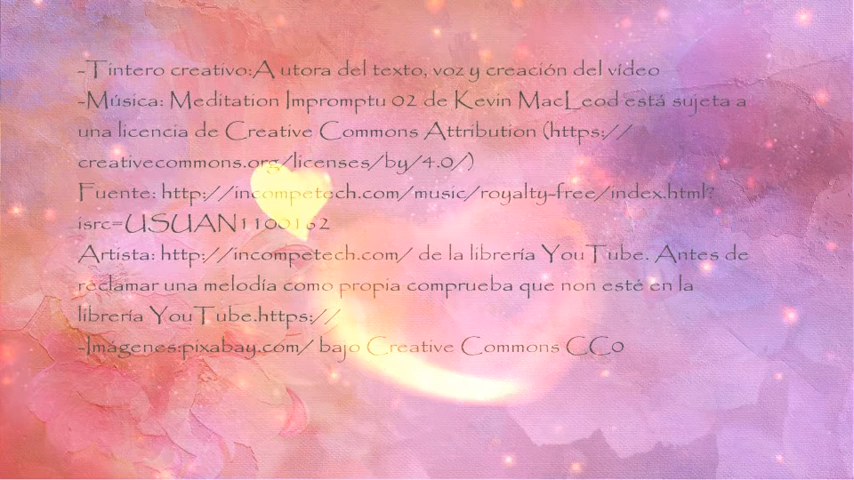 -Tintero creativo:Autora del texto, voz y creación del vídeo
-Música: Meditation Impromptu 02 de Kevin MacLeod está sujeta a
una licencia de Creative Commons Attribution (https://
creativecommons.org/licenses/by/4.0/)
Fuente: http://incompetech.com/music/royalty-free/index.html?
isrc=USUAN1100162
Artista: http://incompetech.com/ de la librería YouTube. Antes de
reclamar una melodía como propia comprueba que non esté en la
librería YouTube.https://
-Imágenes:pixabay.com/ bajo Creative Commons CC0